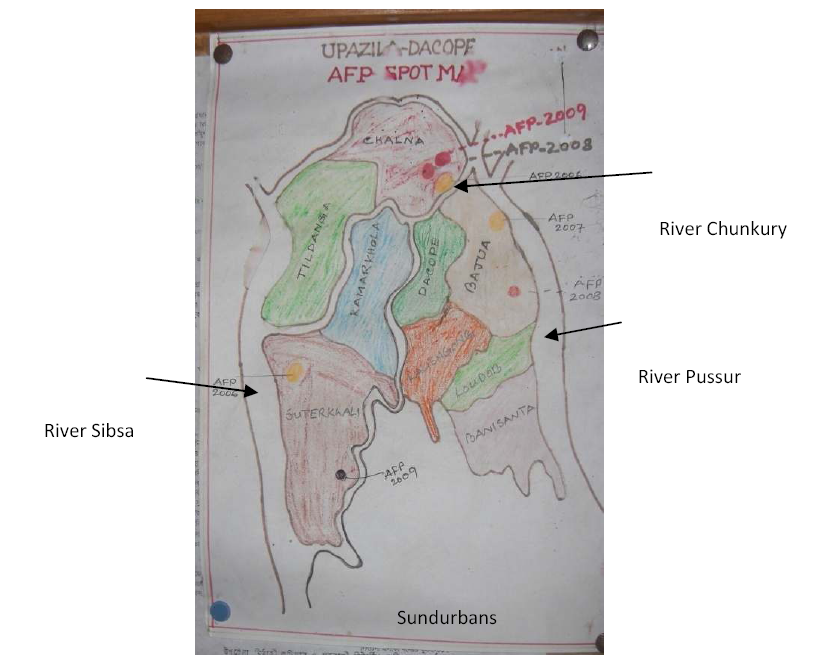 UPAZILA-DACOPE
AFP SPOT MAP
CHALNA
AFP-2009
AFP-2008
AFP 2006
River Chunkury
TILDANGA
KAMARKHOLA
DACOPE
BAJUA
AFP
2007
AFP
2008
River Pussur
LOUDOB
AFP
2006
SUTERKHALI
BANISANTA
River Sibsa
AFP
2009
Sundurbans